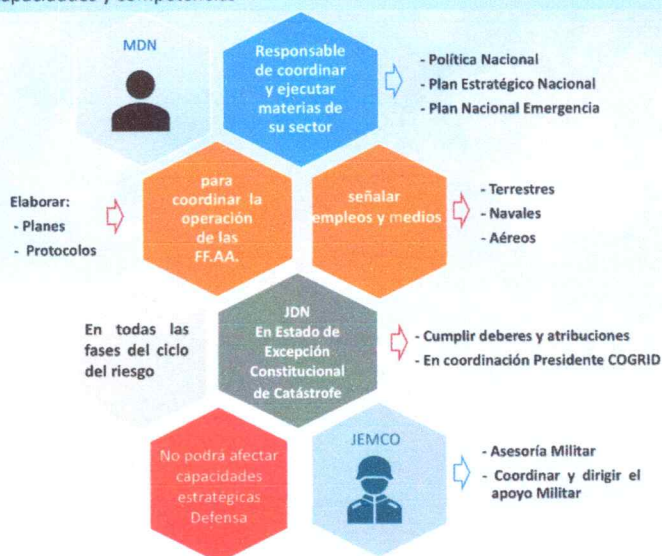 MDN
Responsable
de coordinar
y ejecutar
materias de
su sector
- Política Nacional
- Plan Estratégico Nacional
- Plan Nacional Emergencia
Elaborar:
- Planes
- Protocolos
para
coordinar la
operación
de las
FF.AA.
señalar
empleos y medios
- Terrestres
- Navales
- Aéreos
En todas las
fases del ciclo
del riesgo
JDN
En Estado de
Excepción
Constitucional
de Catástrofe
- Cumplir deberes y atribuciones
- En coordinación Presidente COGRID
No podrá afectar
capacidades
estratégicas
Defensa
JEMCO
- Asesoría Militar
- Coordinar y dirigir el
apoyo Militar